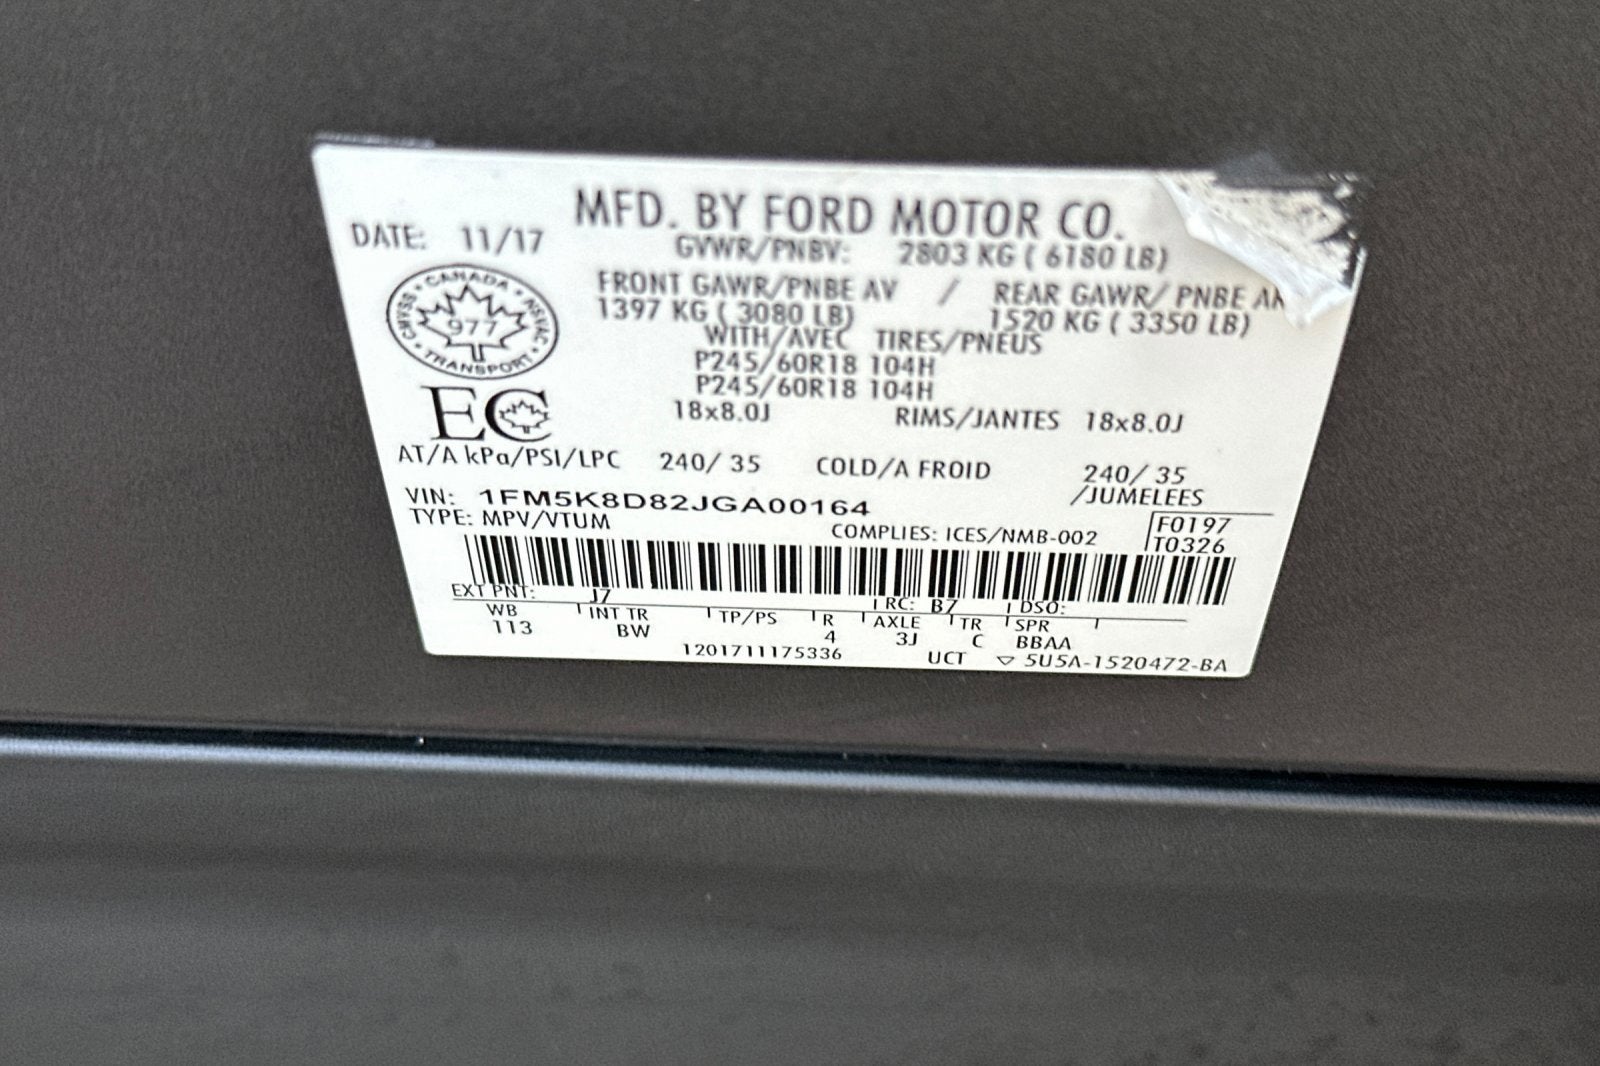 MFD. BY FORD MOTOR CO.
DATE: 11/17
GVWR/PNBV: 2803 KG ( 6180 LB)
FRONT GAWR/PNBE AV / REAR GAWR/ PNBE AR
1397 KG ( 3080 LB) 1520 KG ( 3350 LB)
WITH/AVEC TIRES/PNEUS
P245/60R18 104H
P245/60R18 104H
18x8.0J RIMS/JANTES 18x8.0J
CANADA • ASIVAC • TRANSPORT • CMVSS
977
EC
AT/A kPa/PSI/LPC 240/ 35 COLD/A FROID 240/ 35
/JUMELEES
VIN: 1FM5K8D82JGA00164
TYPE: MPV/VTUM
COMPLIES: ICES/NMB-002
F0197
T0326
EXT PNT: J7 RC: B7 DSO:
WB INT TR TP/PS R AXLE TR SPR
113 BW 4 3J C BBAA
1201711175336 UCT ▽ 5U5A-1520472-BA